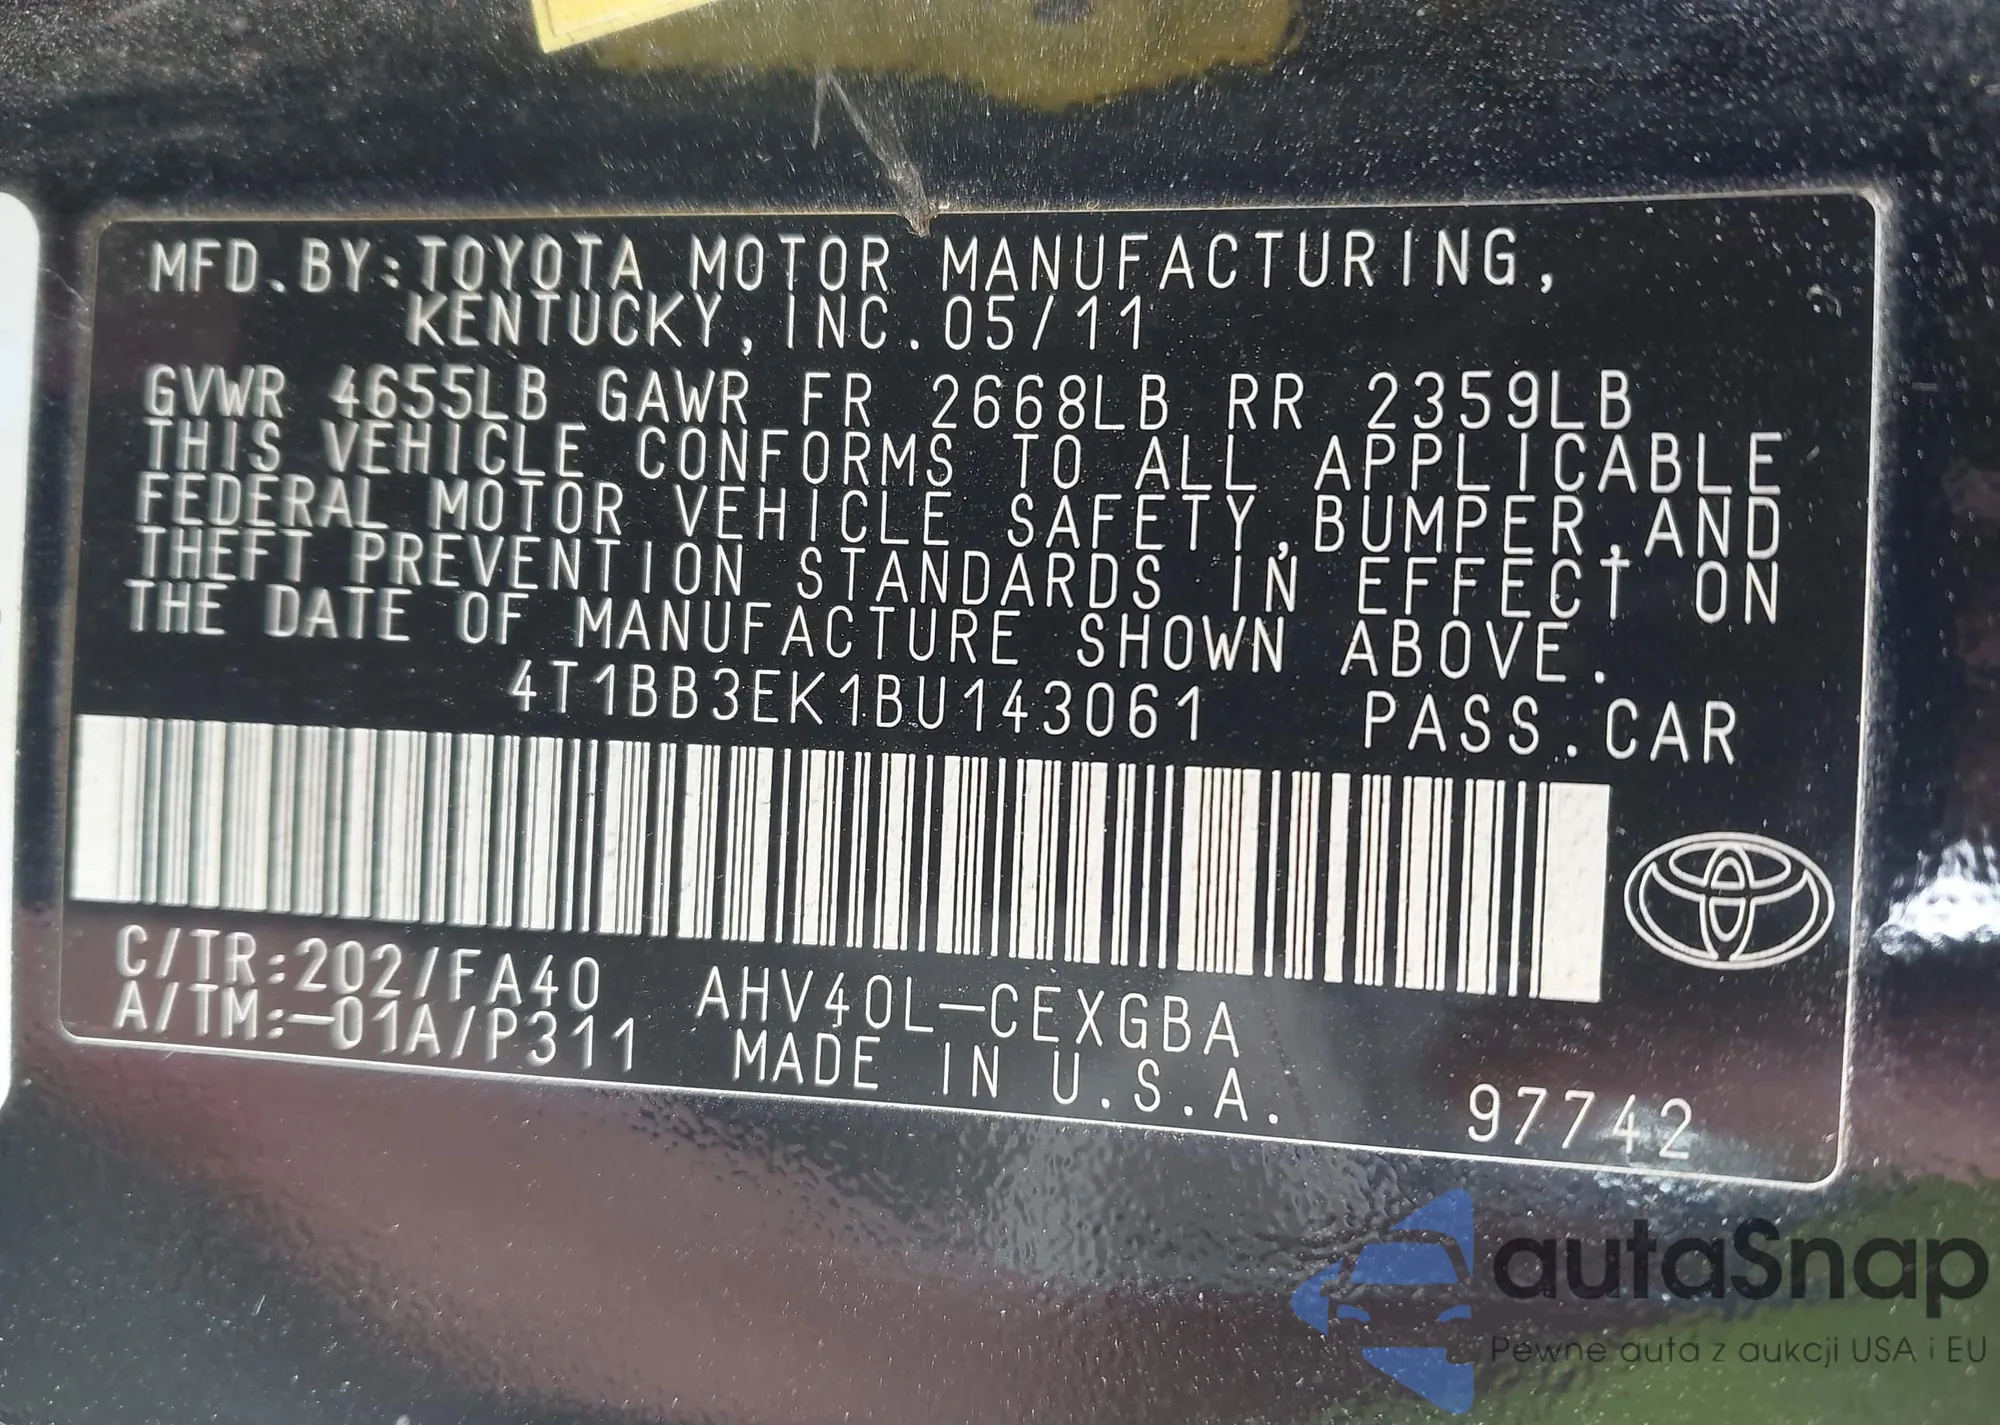 MFD.BY:TOYOTA MOTOR MANUFACTURING,
KENTUCKY,INC.05/11
GVWR 4655LB GAWR FR 2668LB RR 2359LB
THIS VEHICLE CONFORMS TO ALL APPLICABLE
FEDERAL MOTOR VEHICLE SAFETY,BUMPER,AND
THEFT PREVENTION STANDARDS IN EFFECT ON
THE DATE OF MANUFACTURE SHOWN ABOVE.
4T1BB3EK1BU143061 PASS.CAR
C/TR:202/FA40 AHV40L-CEXGBA
A/TM:-01A/P311 MADE IN U.S.A.
97742
autaSnap
Pewne auta z aukcji USA i EU